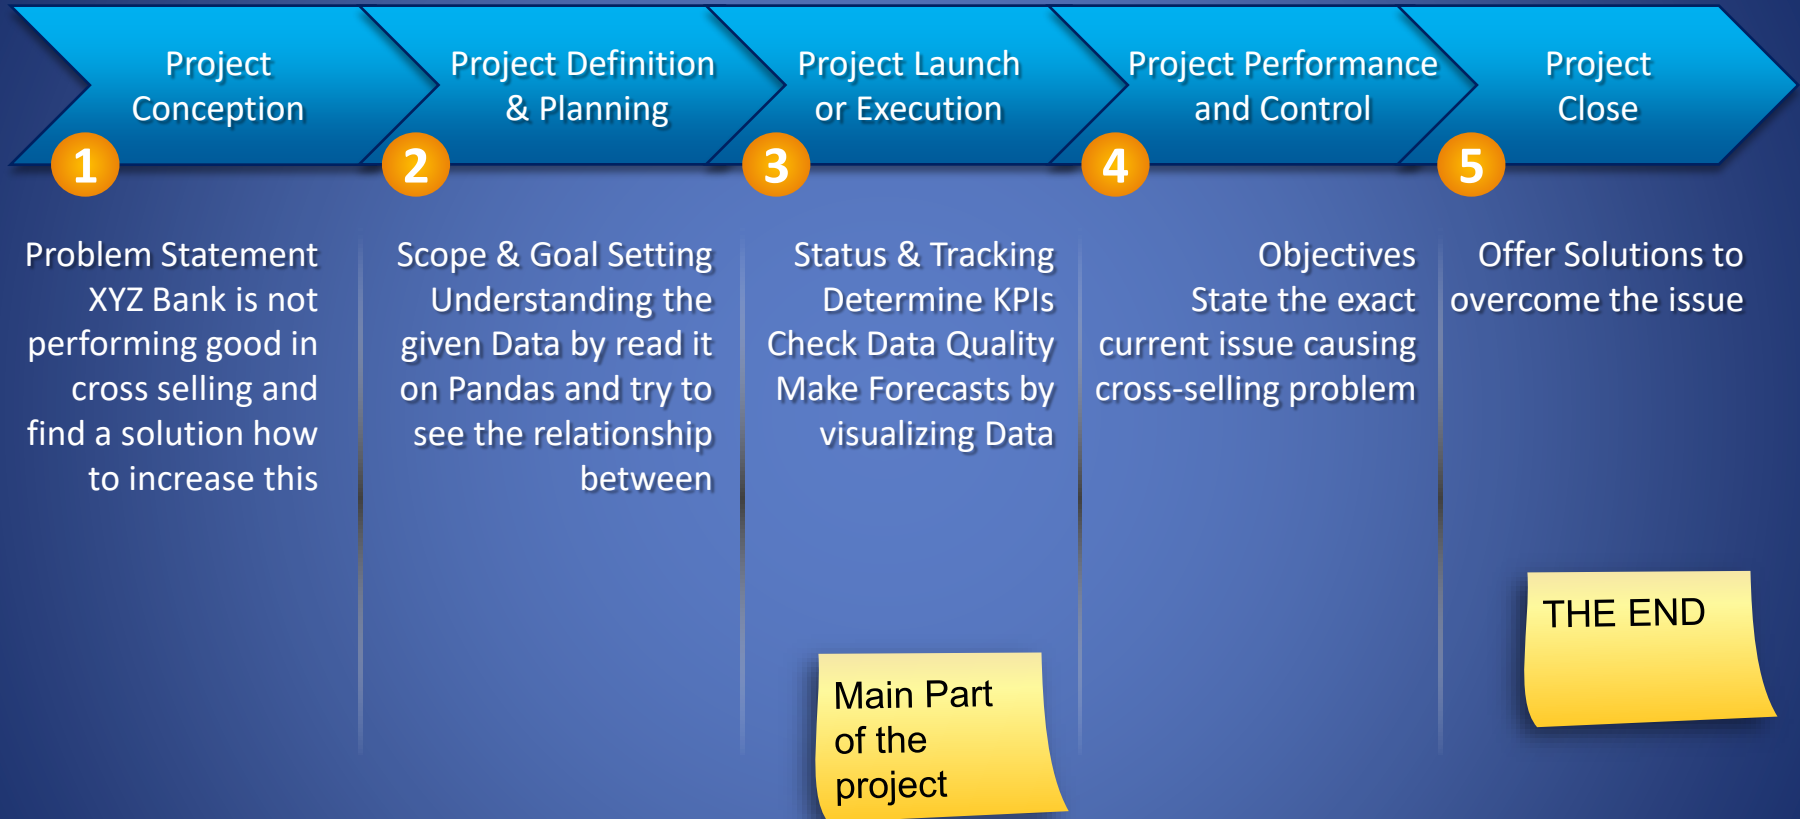 Project
Conception
Project Definition
& Planning
Project Launch
or Execution
Project Performance
and Control
Project
Close
1
2
3
4
5
Problem Statement
XYZ Bank is not
performing good in
cross selling and
find a solution how
to increase this
Scope & Goal Setting
Understanding the
given Data by read it
on Pandas and try to
see the relationship
between
Status & Tracking
Determine KPIs
Check Data Quality
Make Forecasts by
visualizing Data
Objectives
State the exact
current issue causing
cross-selling problem
Offer Solutions to
overcome the issue
Main Part
of the
project
THE END